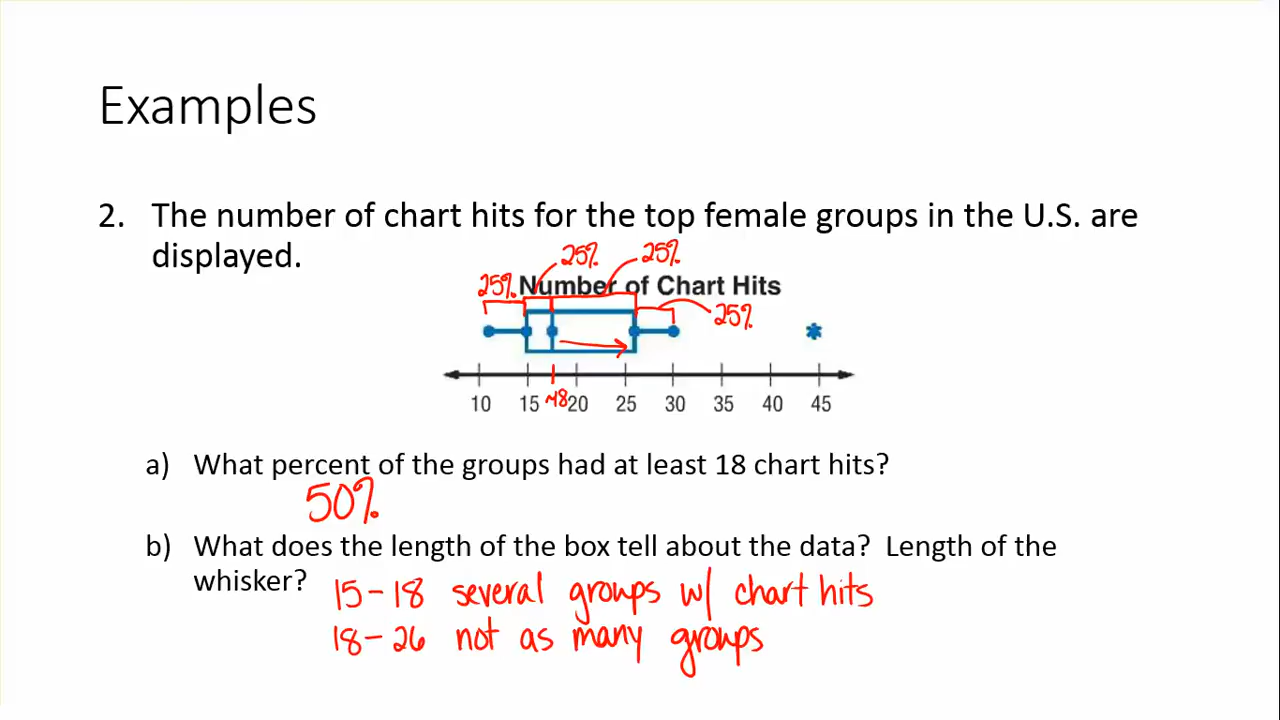 Examples
2. The number of chart hits for the top female groups in the U.S. are
displayed.
25% 25%
25% Number of Chart Hits
25%
10 15 ~18 20 25 30 35 40 45
a) What percent of the groups had at least 18 chart hits?
50%
b) What does the length of the box tell about the data? Length of the
whisker?
15-18 several groups w/ chart hits
18-26 not as many groups